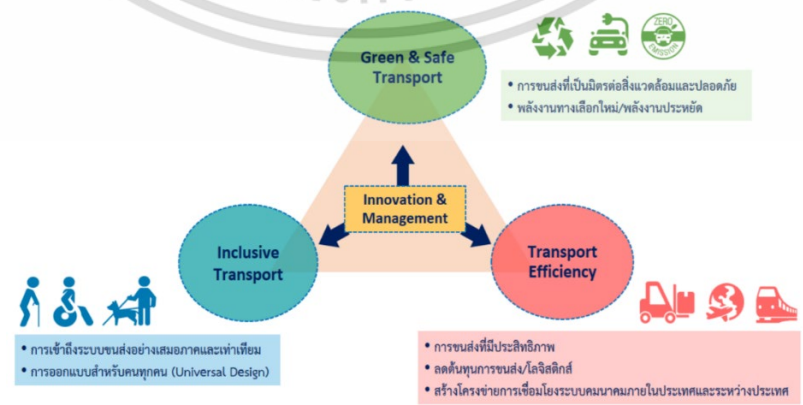 ZERO
EMISSION
Green & Safe
Transport
• การขนส่งที่เป็นมิตรต่อสิ่งแวดล้อมและปลอดภัย
• พลังงานทางเลือกใหม่/พลังงานประหยัด
Innovation &
Management
Inclusive
Transport
Transport
Efficiency
• การเข้าถึงระบบขนส่งอย่างเสมอภาคและเท่าเทียม
• การออกแบบสำหรับคนทุกคน (Universal Design)
• การขนส่งที่มีประสิทธิภาพ
• ลดต้นทุนการขนส่ง/โลจิสติกส์
• สร้างโครงข่ายการเชื่อมโยงระบบคมนาคมภายในประเทศและระหว่างประเทศ